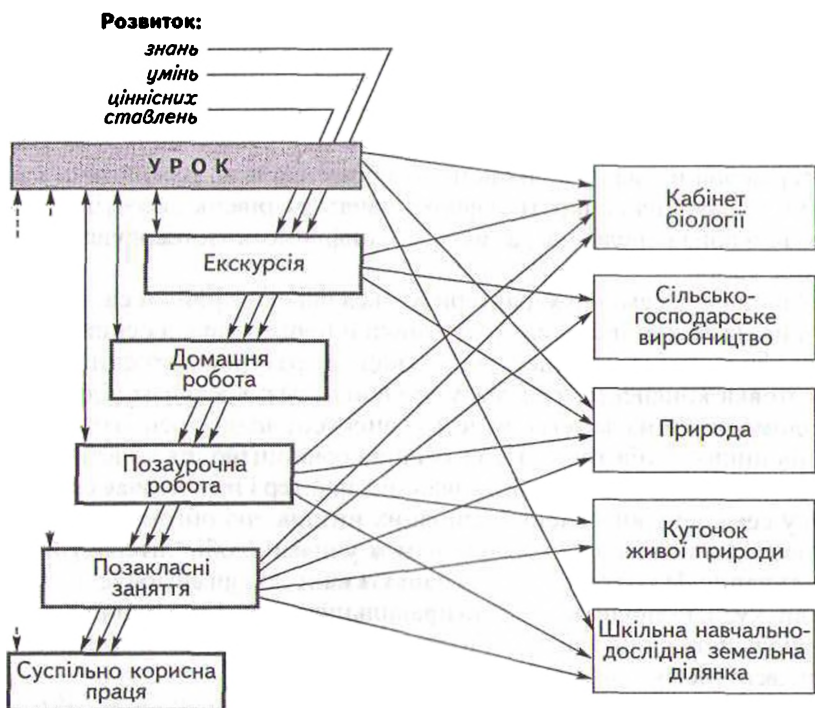 Розвиток:
знань
умінь
ціннісних
ставлень
УРОК
Екскурсія
Домашня
робота
Позаурочна
робота
Позакласні
заняття
Суспільно корисна
праця
Кабінет
біології
Сільсько-
господарське
виробництво
Природа
Куточок
живої природи
Шкільна навчально-
дослідна земельна
ділянка